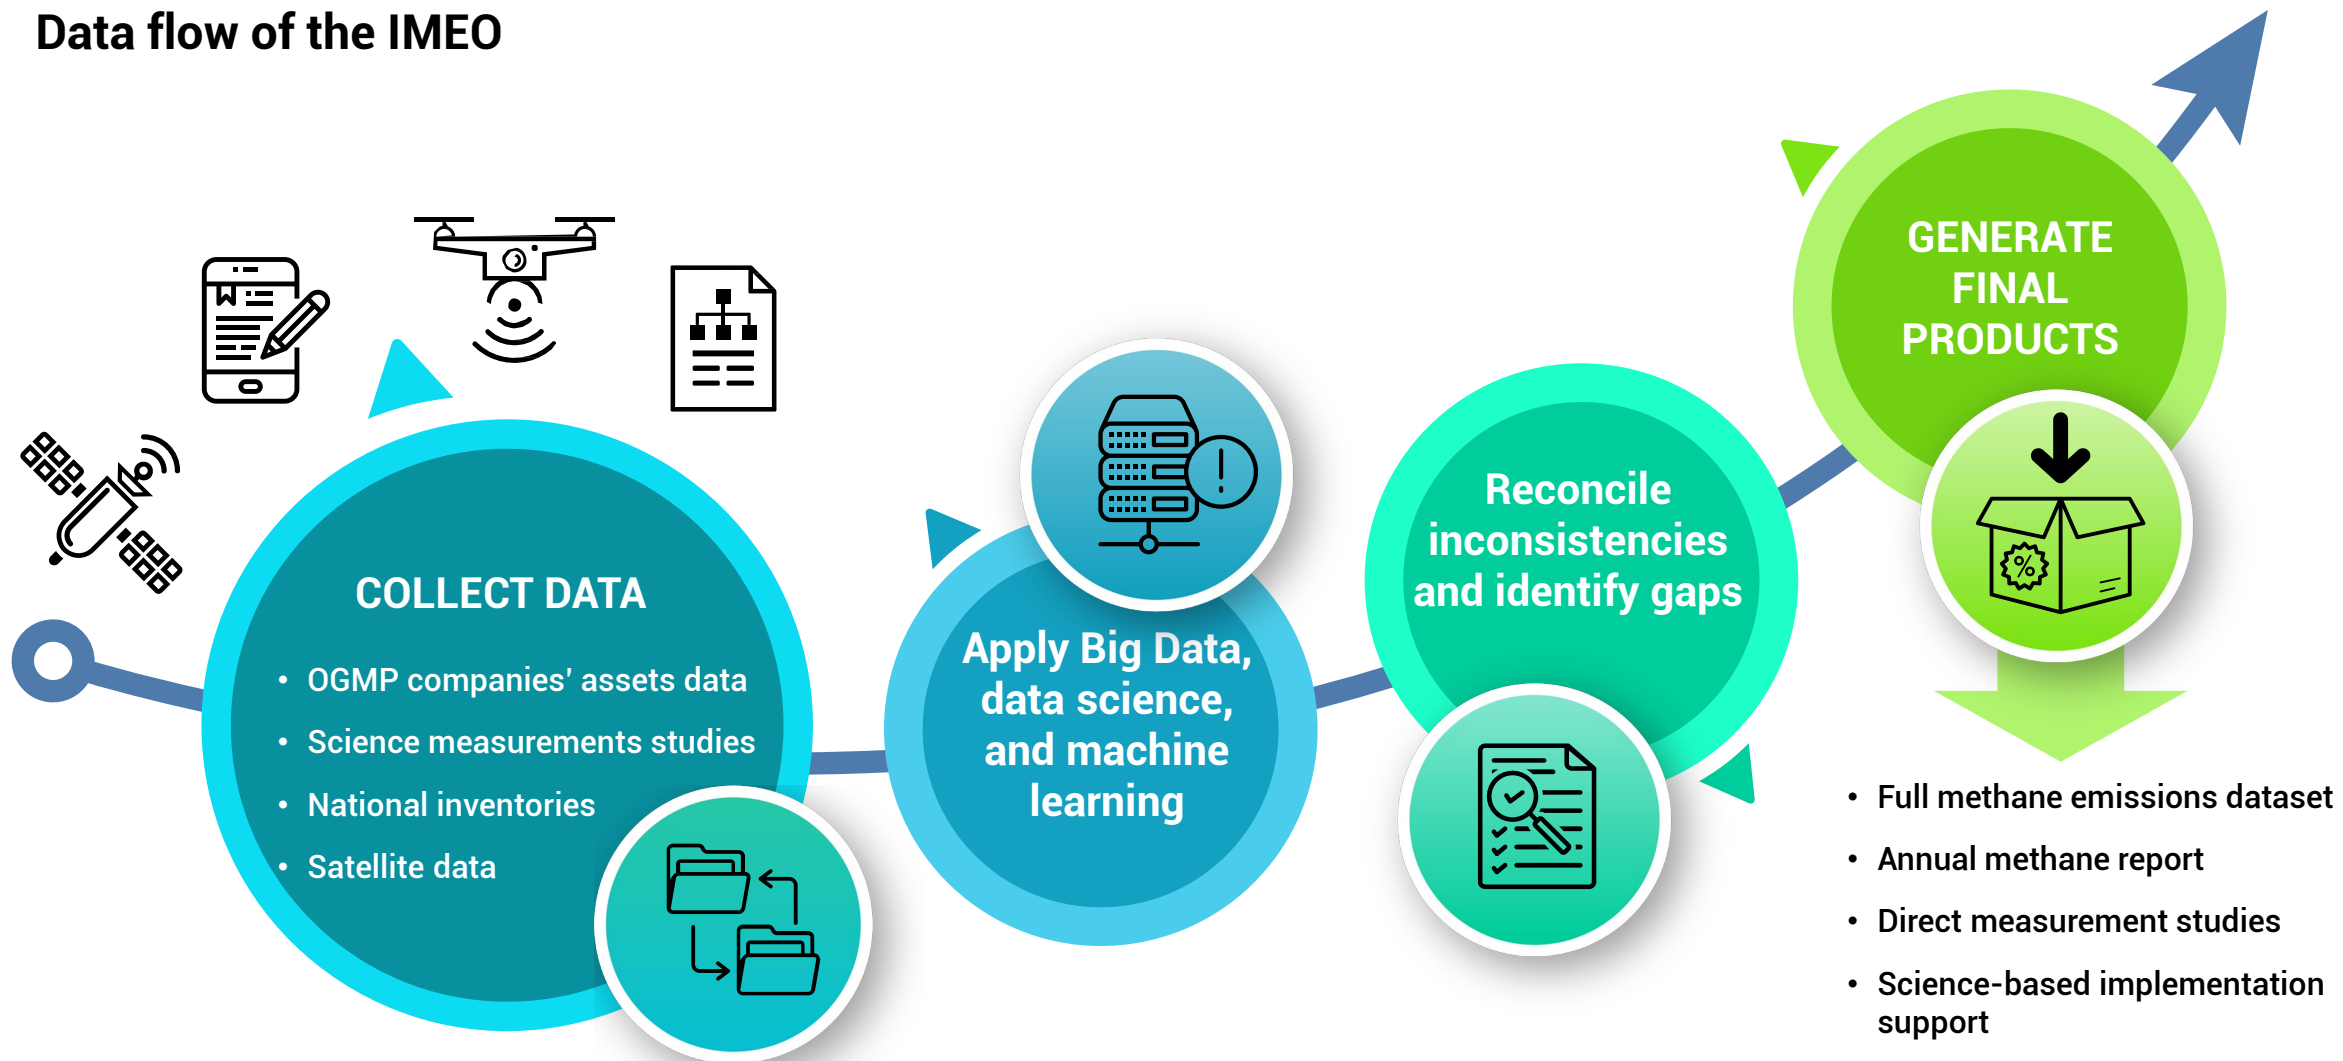 Data flow of the IMEO
COLLECT DATA
• OGMP companies' assets data
• Science measurements studies
• National inventories
• Satellite data
Apply Big Data,
data science,
and machine
learning
Reconcile
inconsistencies
and identify gaps
GENERATE
FINAL
PRODUCTS
%
• Full methane emissions dataset
• Annual methane report
• Direct measurement studies
• Science-based implementation
support